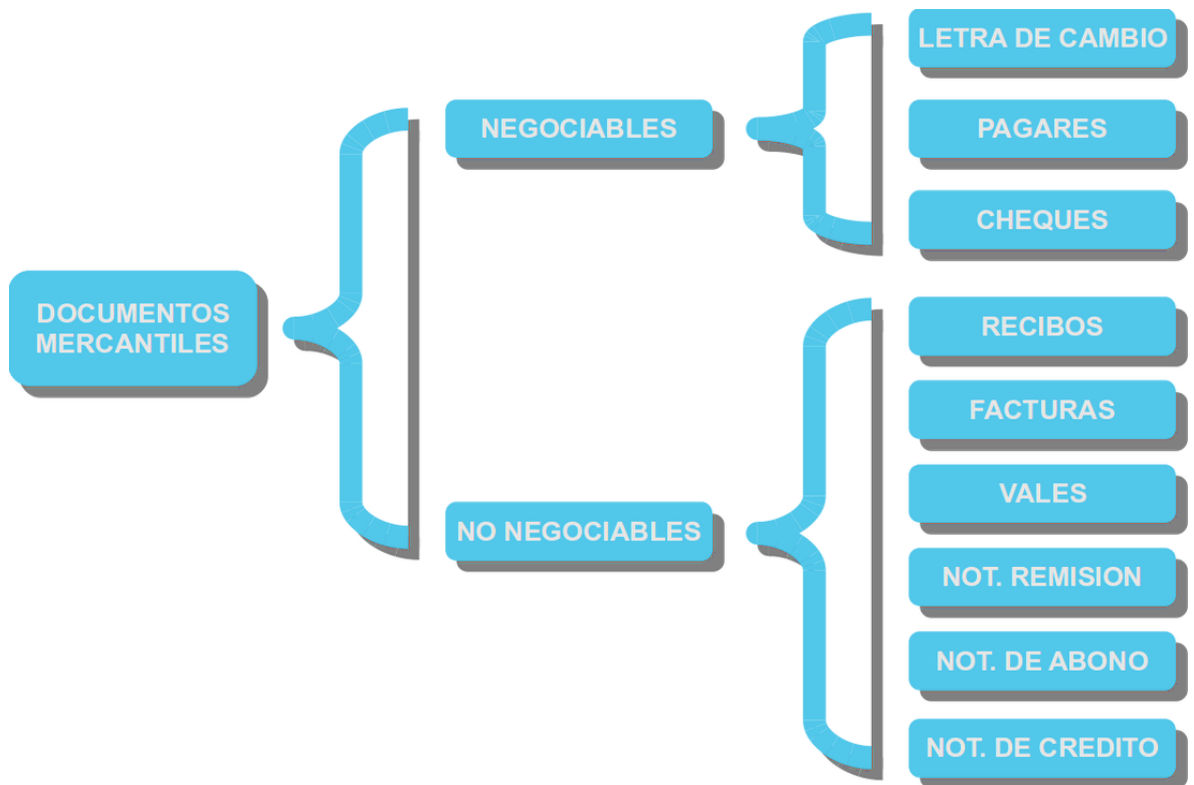 DOCUMENTOS
MERCANTILES
NEGOCIABLES
LETRA DE CAMBIO
PAGARES
CHEQUES
NO NEGOCIABLES
RECIBOS
FACTURAS
VALES
NOT. REMISION
NOT. DE ABONO
NOT. DE CREDITO